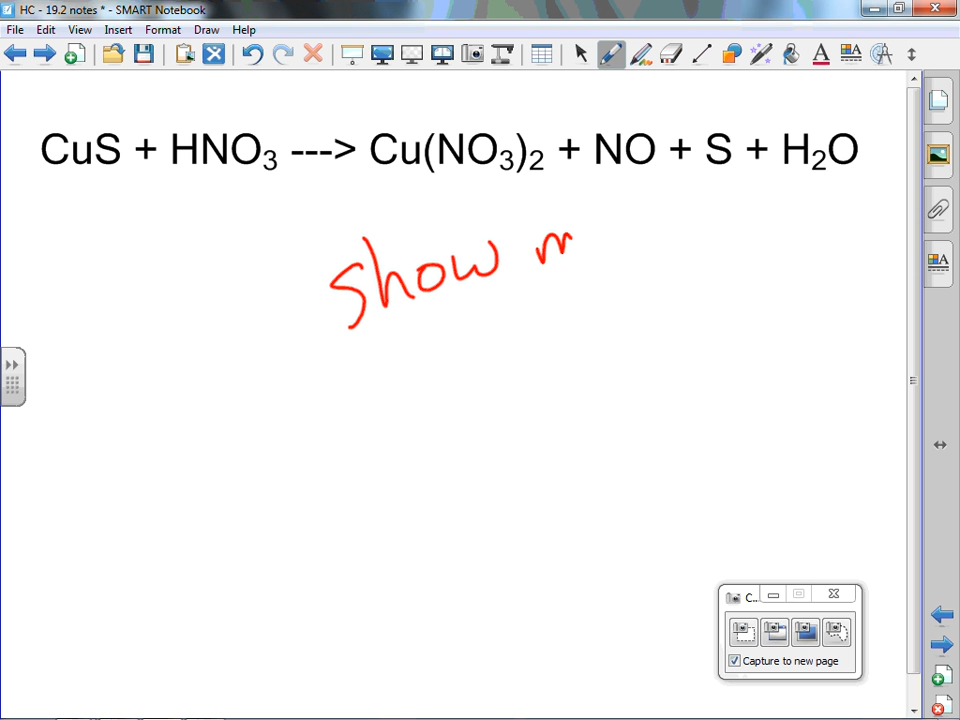 HC - 19.2 notes * - SMART Notebook
File Edit View Insert Format Draw Help
CuS + HNO₃ ---> Cu(NO₃)₂ + NO + S + H₂O
Show m
C...
Capture to new page